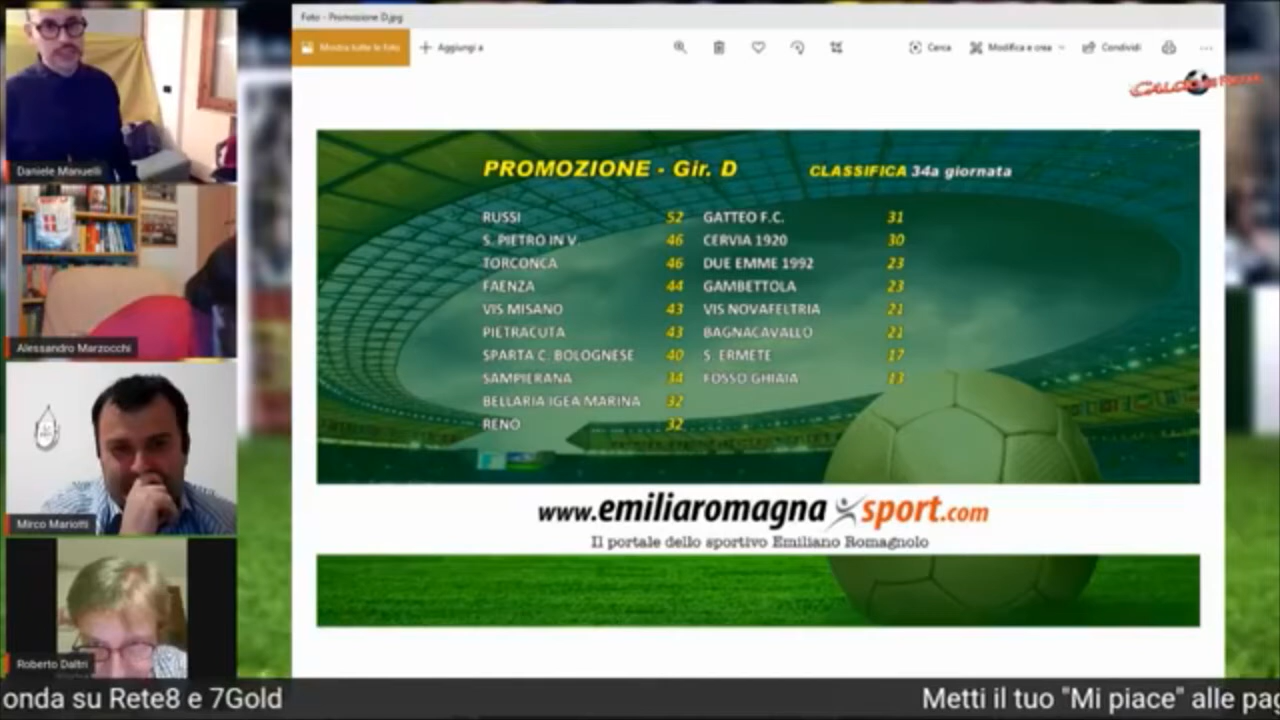 Foto - Promozione D.jpg
Mostra tutte le foto
Aggiungi a
Cerca
Modifica e crea
Condividi
PROMOZIONE - Gir. D
CLASSIFICA 34a giornata
RUSSI 52 GATTEO F.C. 31
S. PIETRO IN V. 46 CERVIA 1920 30
TORCONCA 46 DUE EMME 1992 23
FAENZA 44 GAMBETTOLA 23
VIS MISANO 43 VIS NOVAFELTRIA 21
PIETRACUTA 43 BAGNACAVALLO 21
SPARTA C. BOLOGNESE 40 S. ERMETE 17
SAMPIERANA 34 FOSSO GHIAIA 13
BELLARIA IGEA MARINA 32
RENO 32
www.emiliaromagnasport.com
Il portale dello sportivo Emiliano Romagnolo
Daniele Manuelli
Alessandro Marzocchi
Mirco Mariotti
Roberto Daltri
onda su Rete8 e 7Gold
Metti il tuo "Mi piace" alle pag